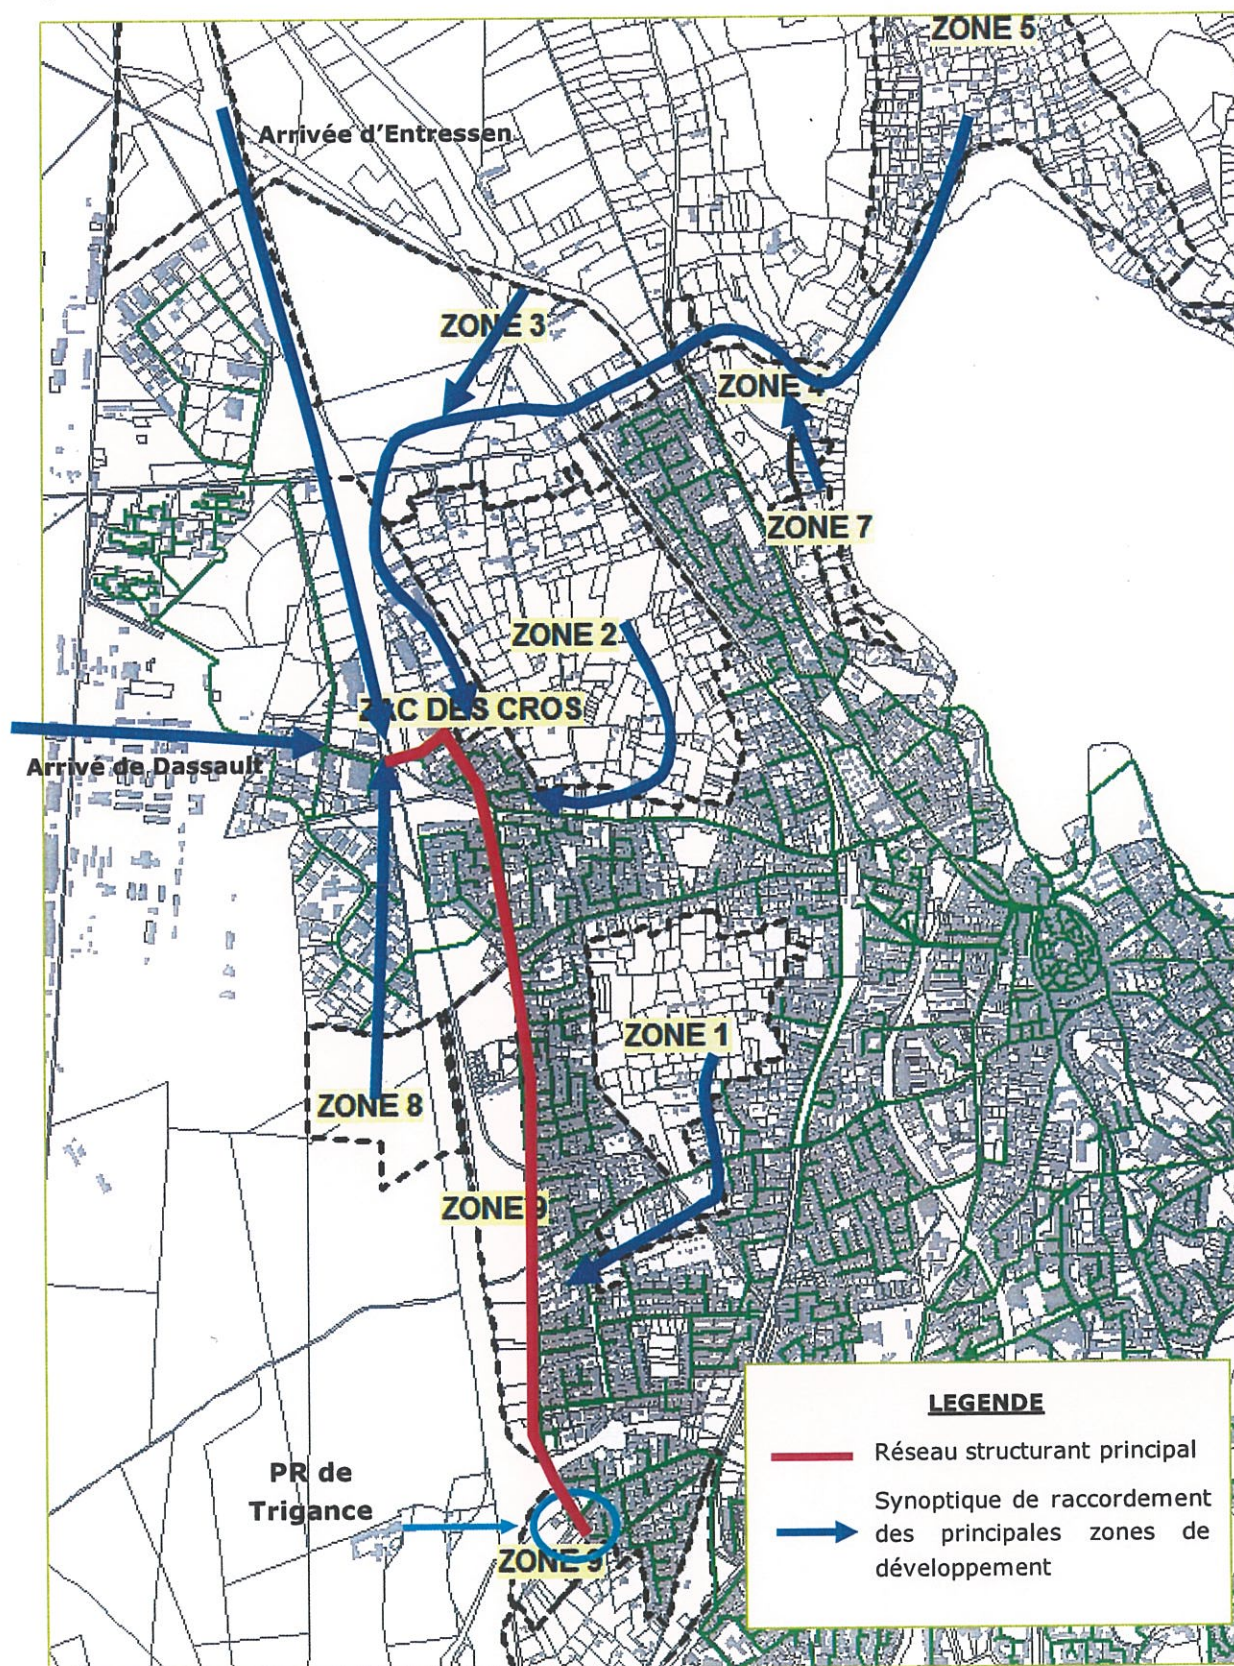 ZONE 5
Arrivée d'Entressen
ZONE 3
ZONE 4
ZONE 7
ZONE 2
ZAC DES CROS
Arrivé de Dassault
ZONE 1
ZONE 8
ZONE 9
LEGENDE
Réseau structurant principal
PR de
Trigance
Synoptique de raccordement
des principales zones de
développement
ZONE 9